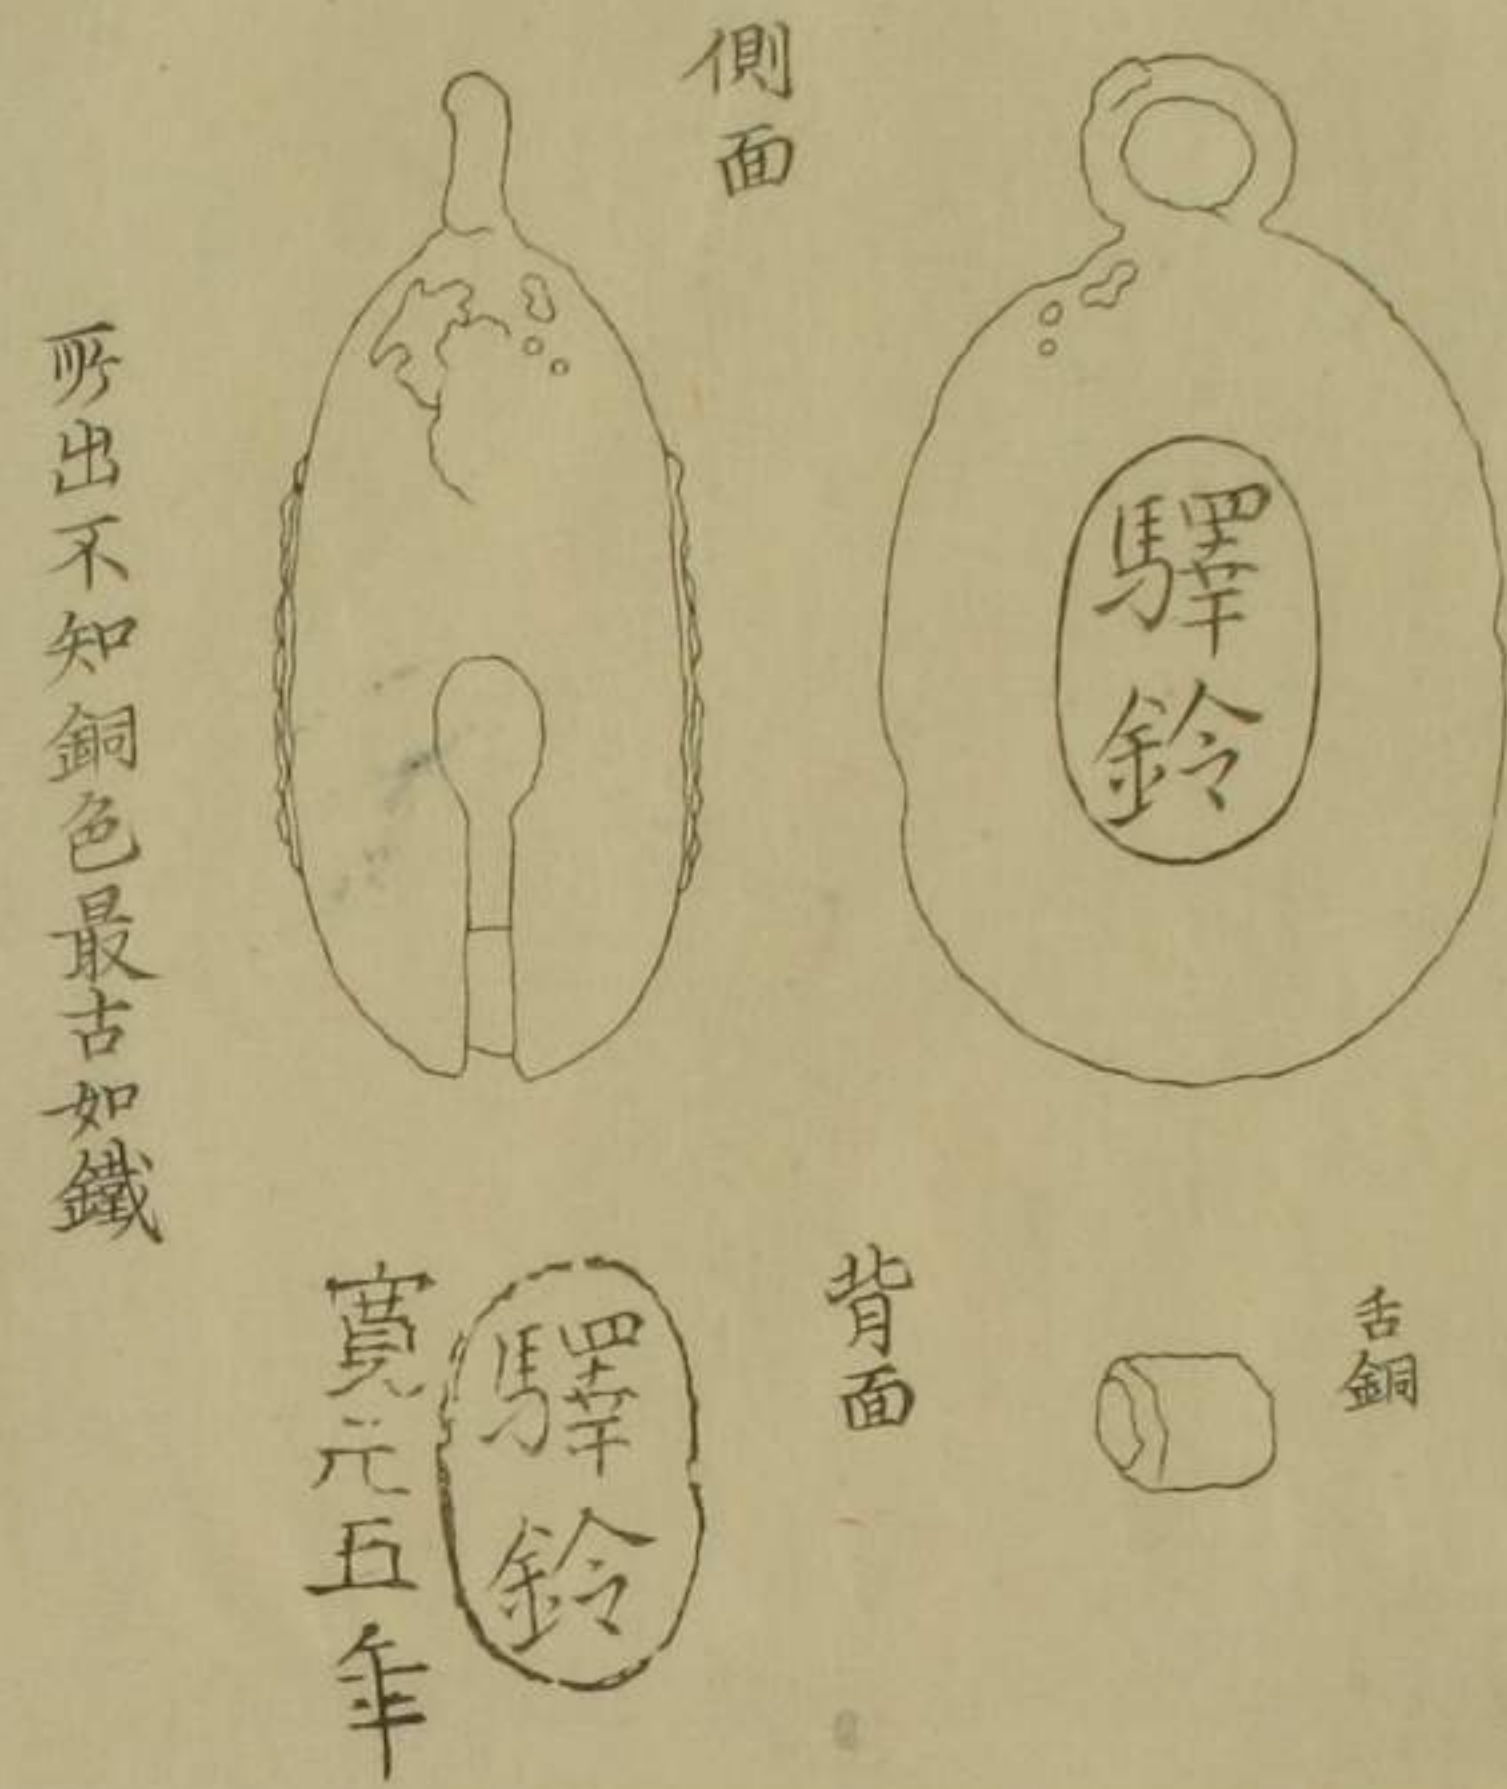 驛鈴
側面
舌銅
背面
驛鈴
寛元五年
所出不知銅色最古如鐵